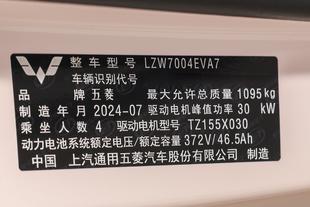 整车型号 LZW7004EVA7
车辆识别代号
品 牌 五菱 最大允许总质量 1095 kg
制造年月 2024-07 驱动电机峰值功率 30 kW
乘坐人数 4 驱动电机型号 TZ155X030
动力电池系统额定电压/额定容量 372V/46.5Ah
中国 上汽通用五菱汽车股份有限公司 制造